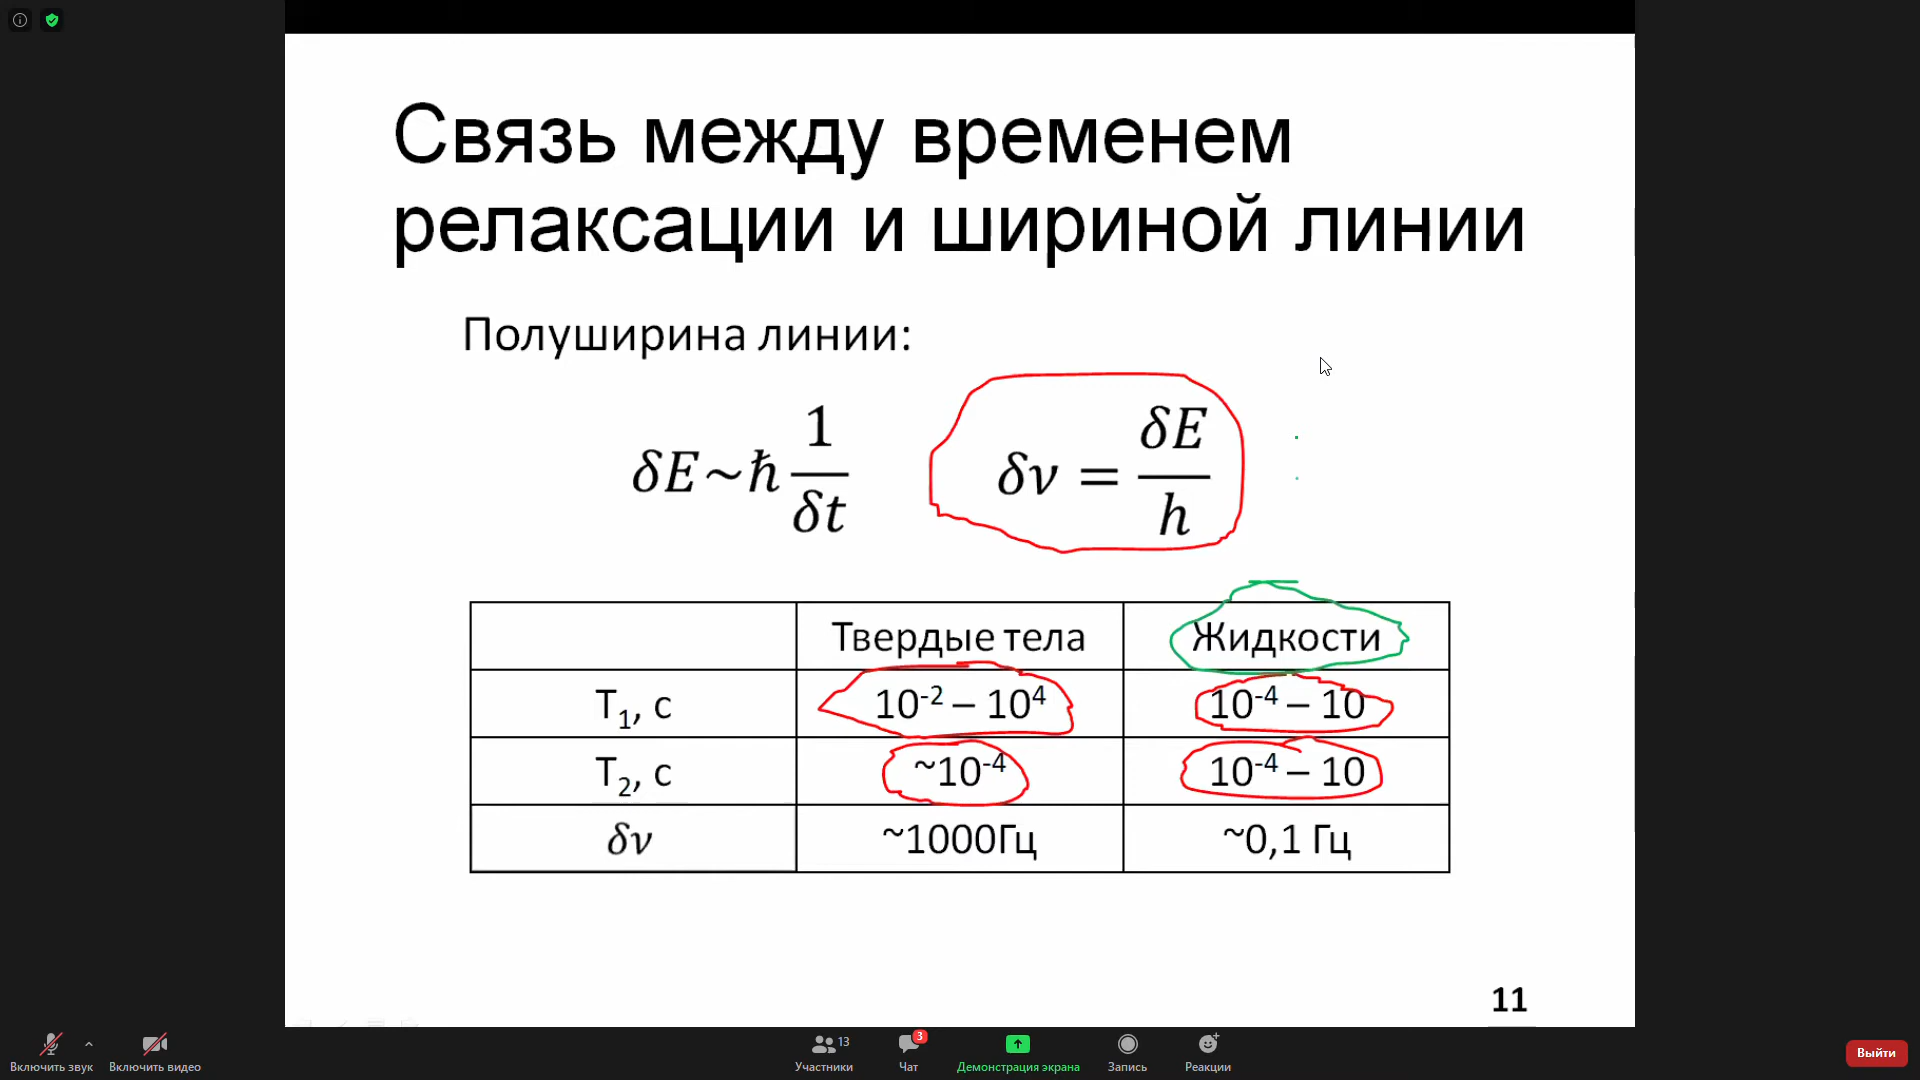 Связь между временем
релаксации и шириной линии
Полуширина линии:
δE~ħ 1/δt δν = δE/h
Твердые тела Жидкости
T₁, с 10⁻² – 10⁴ 10⁻⁴ – 10
T₂, с ~10⁻⁴ 10⁻⁴ – 10
δν ~1000Гц ~0,1 Гц
11
13
3
Включить звук Включить видео Участники Чат Демонстрация экрана Запись Реакции Выйти